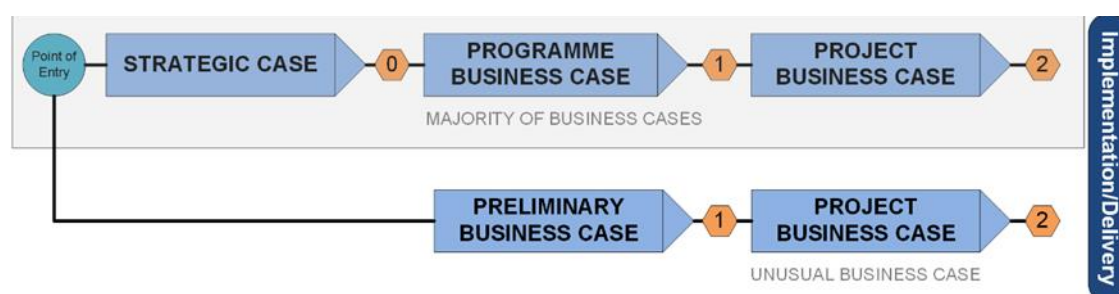 Point of
Entry
STRATEGIC CASE
0
PROGRAMME
BUSINESS CASE
1
PROJECT
BUSINESS CASE
2
MAJORITY OF BUSINESS CASES
PRELIMINARY
BUSINESS CASE
1
PROJECT
BUSINESS CASE
2
UNUSUAL BUSINESS CASE
Implementation/Delivery